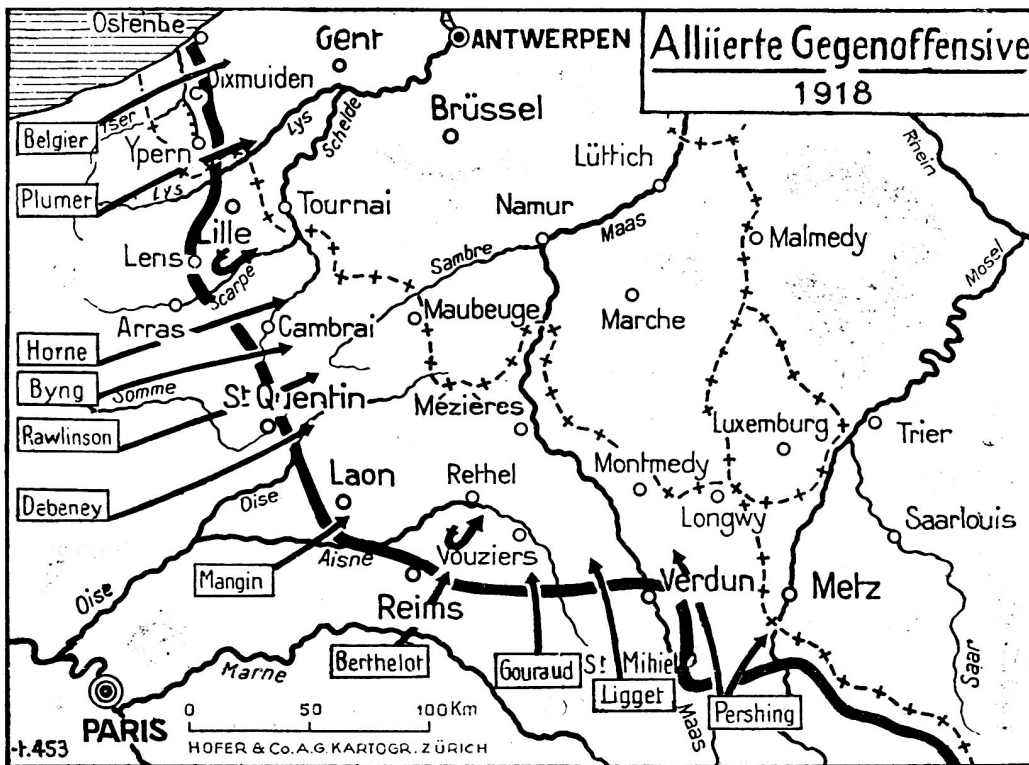 Alliierte Gegenoffensive
1918
Ostende
Gent
ANTWERPEN
Dixmuiden
Brüssel
Belgier
Yser
Lys
Schelde
Rhein
Ypern
Lüttich
Plumer
Lys
Tournai
Namur
Maas
Malmedy
Lille
Lens
Sambre
Mosel
Scarpe
Arras
Cambrai
Maubeuge
Marche
Horne
Byng
Somme
St Quentin
Mézières
Luxemburg
Trier
Rawlinson
Laon
Rethel
Montmedy
Longwy
Saarlouis
Debeney
Oise
Aisne
Vouziers
Mangin
Verdun
Metz
Oise
Reims
Berthelot
Gouraud
St Mihiel
Ligget
Saar
Marne
Pershing
Maas
PARIS
0 50 100 Km
HOFER & Co. A.G. KARTOGR. ZÜRICH
-t.453